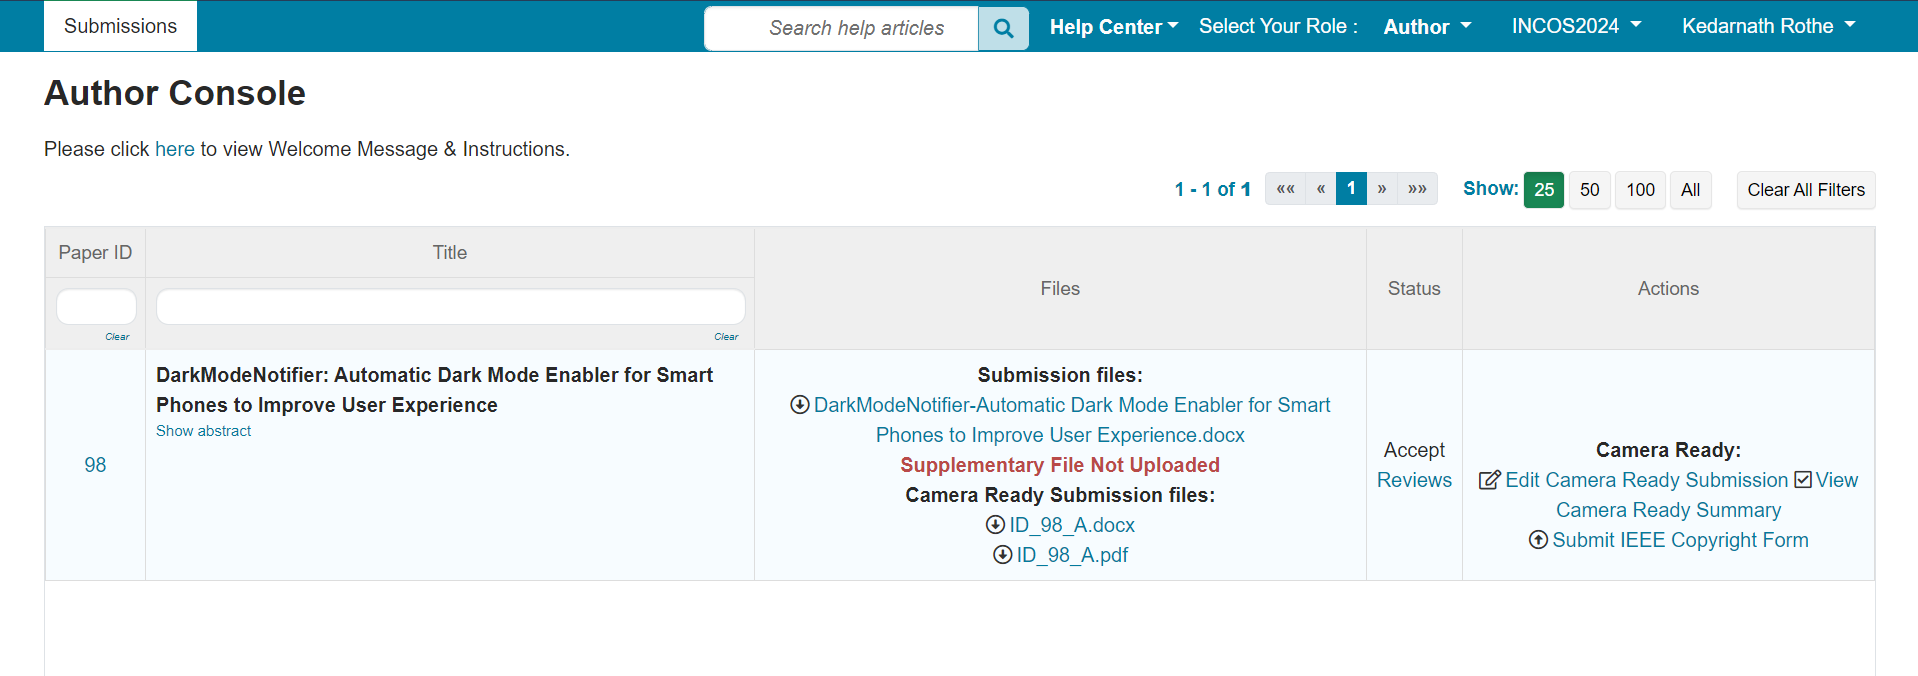 Submissions
Search help articles
Help Center
Select Your Role :
Author
INCOS2024
Kedarnath Rothe
Author Console
Please click here to view Welcome Message & Instructions.
1 - 1 of 1
««
«
1
»
»»
Show:
25
50
100
All
Clear All Filters
Paper ID
Title
Files
Status
Actions
Clear
Clear
98
DarkModeNotifier: Automatic Dark Mode Enabler for Smart
Phones to Improve User Experience
Show abstract
Submission files:
DarkModeNotifier-Automatic Dark Mode Enabler for Smart
Phones to Improve User Experience.docx
Supplementary File Not Uploaded
Camera Ready Submission files:
ID_98_A.docx
ID_98_A.pdf
Accept
Reviews
Camera Ready:
Edit Camera Ready Submission View
Camera Ready Summary
Submit IEEE Copyright Form